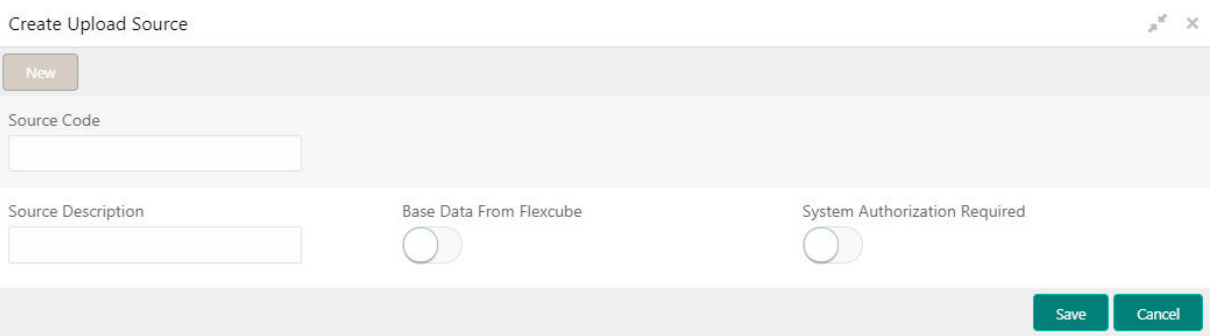 Create Upload Source
New
Source Code
Source Description Base Data From Flexcube System Authorization Required
Save Cancel